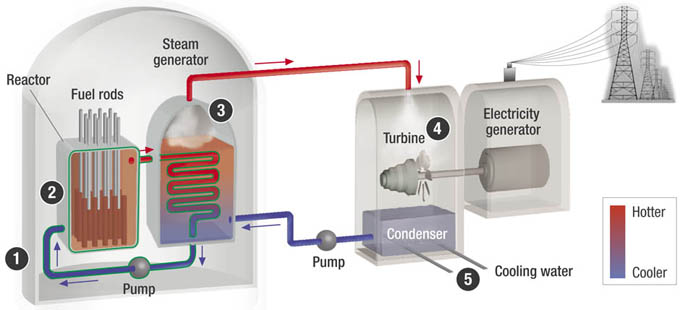 Steam
generator
Reactor
Fuel rods
3
2
1
Pump
Turbine
4
Electricity
generator
Condenser
Pump
5
Cooling water
Hotter
Cooler